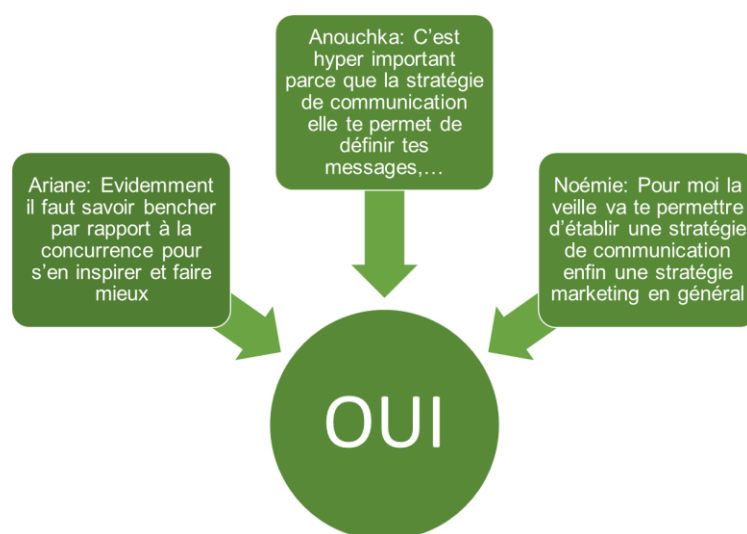 Anouchka: C’est
hyper important
parce que la stratégie
de communication
elle te permet de
définir tes
messages,…
Ariane: Evidemment
il faut savoir bencher
par rapport à la
concurrence pour
s’en inspirer et faire
mieux
Noémie: Pour moi la
veille va te permettre
d’établir une stratégie
de communication
enfin une stratégie
marketing en général
OUI